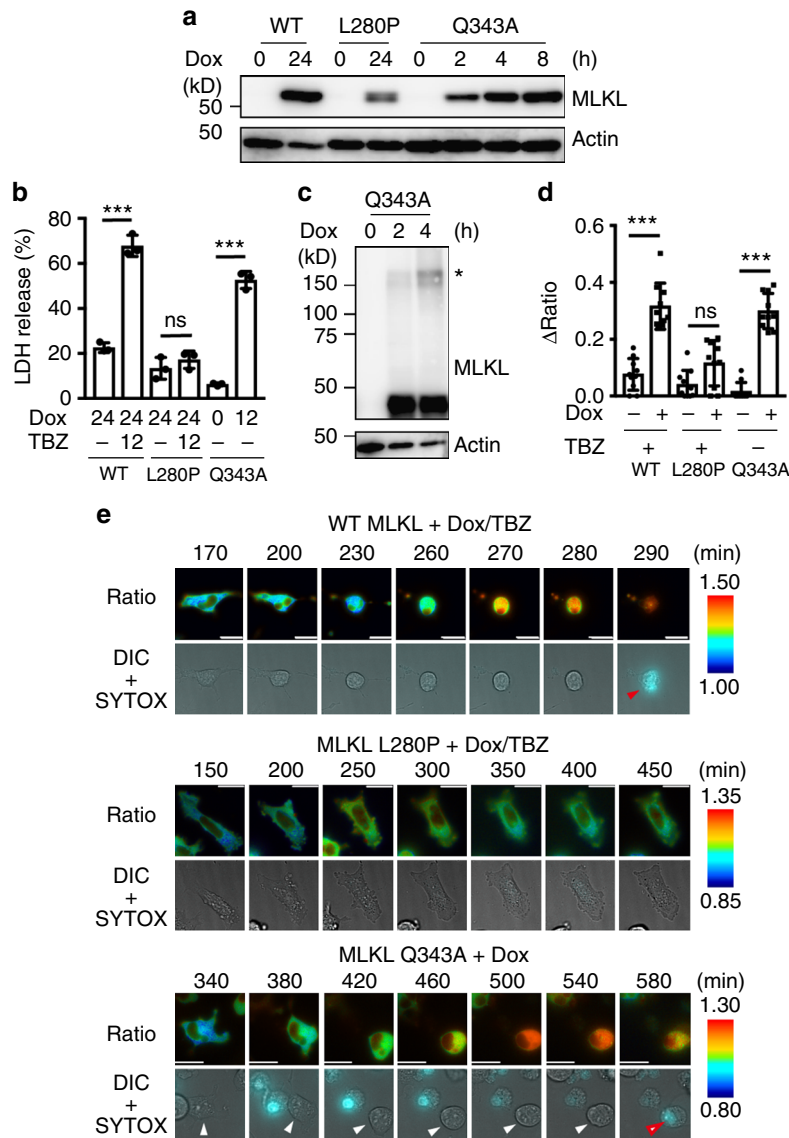 a
WT L280P Q343A
Dox 0 24 0 24 0 2 4 8 (h)
(kD)
50 MLKL
50 Actin
b
LDH release (%)
80
60
40
20
0
*** ns ***
Dox 24 24 24 24 0 12
TBZ – 12 – 12 – –
WT L280P Q343A
c
Q343A
Dox 0 2 4 (h)
(kD)
150 *
100
75
MLKL
50
50 Actin
d
ΔRatio
0.6
0.4
0.2
0.0
*** ns ***
Dox – + – + – +
TBZ + + –
WT L280P Q343A
e
WT MLKL + Dox/TBZ
170 200 230 260 270 280 290 (min)
Ratio
1.50
DIC
+
SYTOX
1.00
MLKL L280P + Dox/TBZ
150 200 250 300 350 400 450 (min)
Ratio
1.35
DIC
+
SYTOX
0.85
MLKL Q343A + Dox
340 380 420 460 500 540 580 (min)
Ratio
1.30
DIC
+
SYTOX
0.80